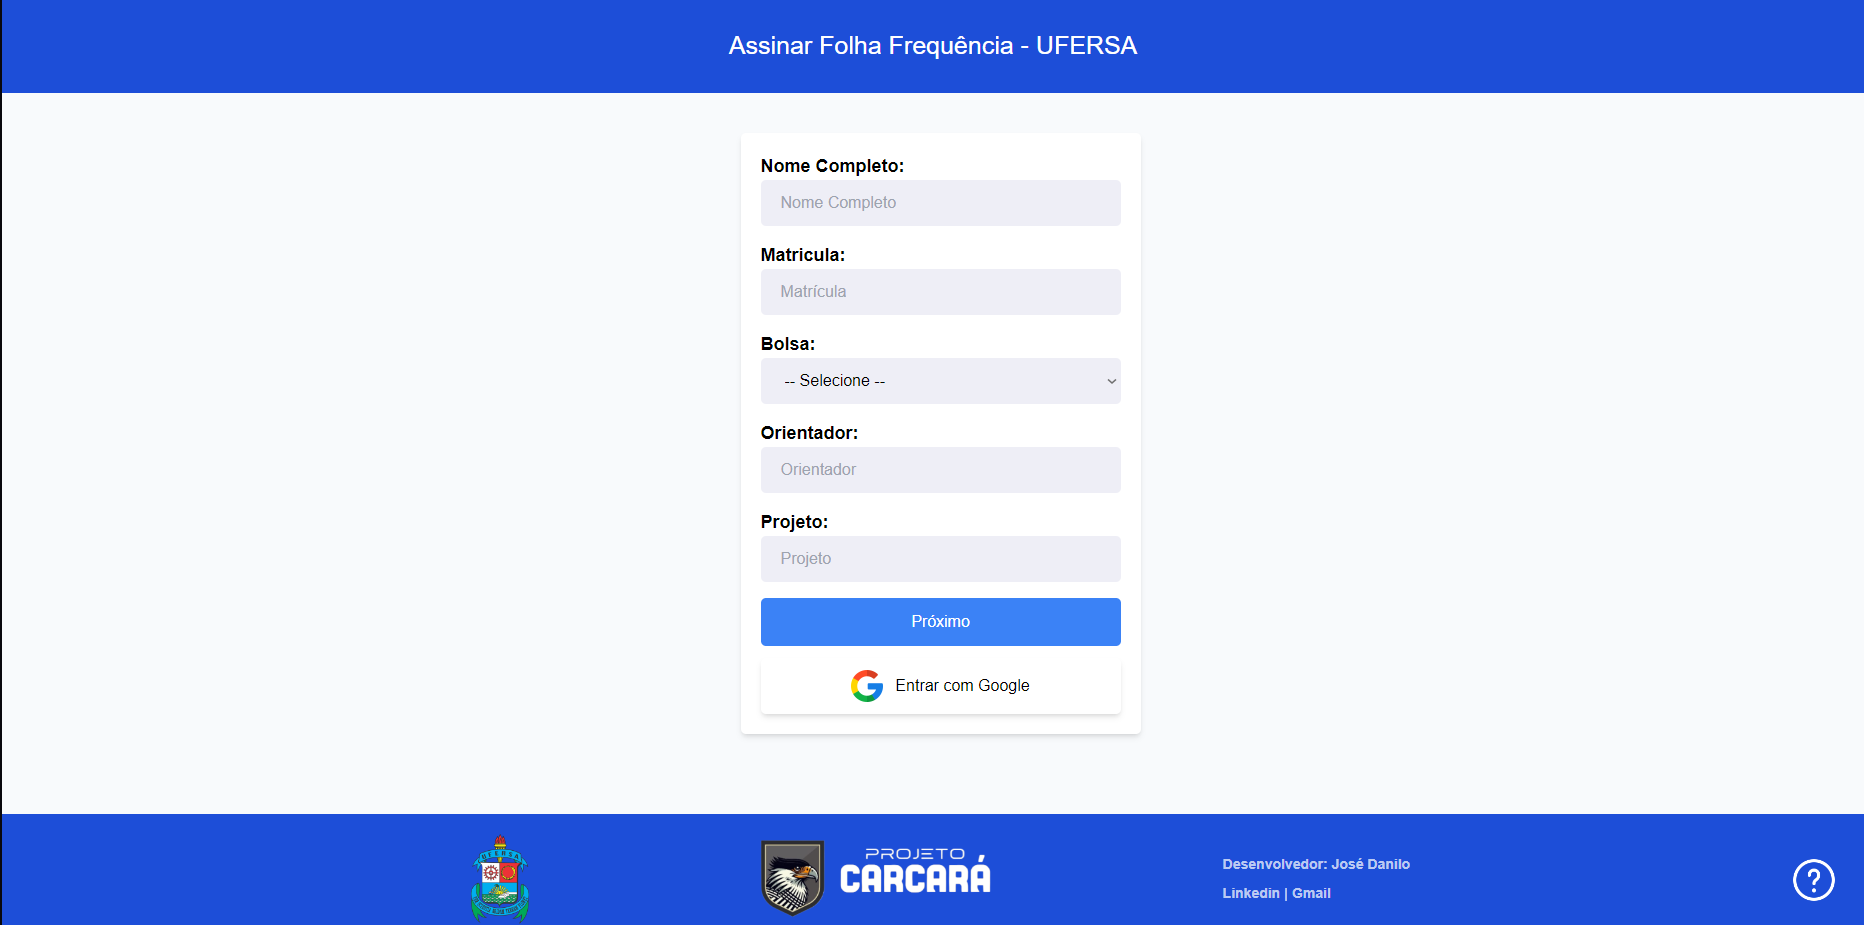 Assinar Folha Frequência - UFERSA
Nome Completo:
Nome Completo
Matricula:
Matrícula
Bolsa:
-- Selecione --
Orientador:
Orientador
Projeto:
Projeto
Próximo
Entrar com Google
UFERSA
PROJETO
CARCARÁ
Desenvolvedor: José Danilo
Linkedin | Gmail
?